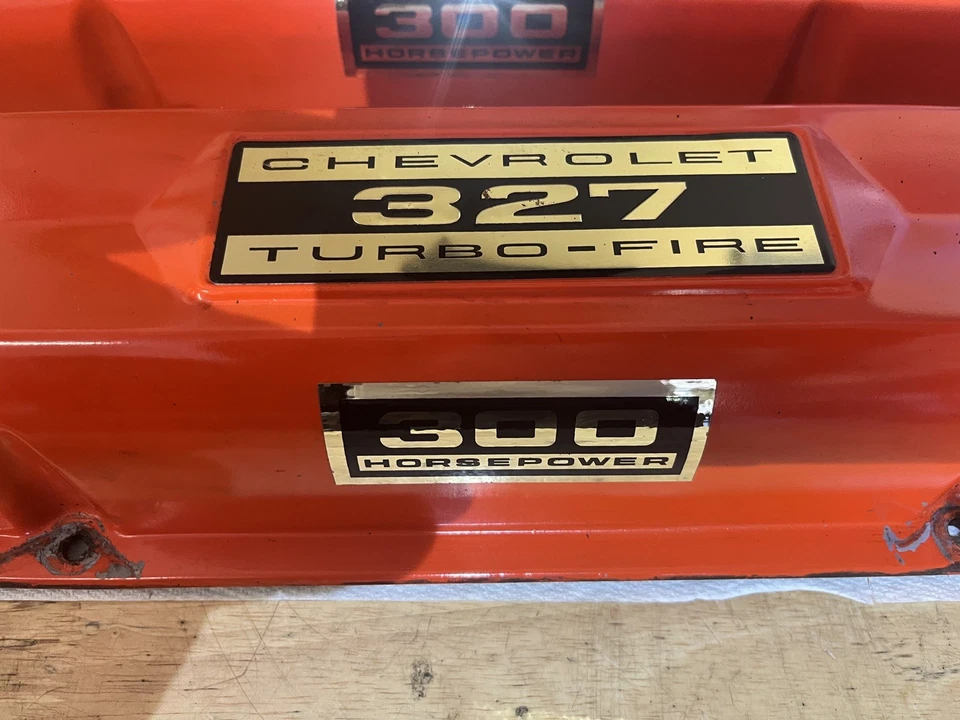 300
HORSEPOWER
CHEVROLET
327
TURBO-FIRE
300
HORSEPOWER